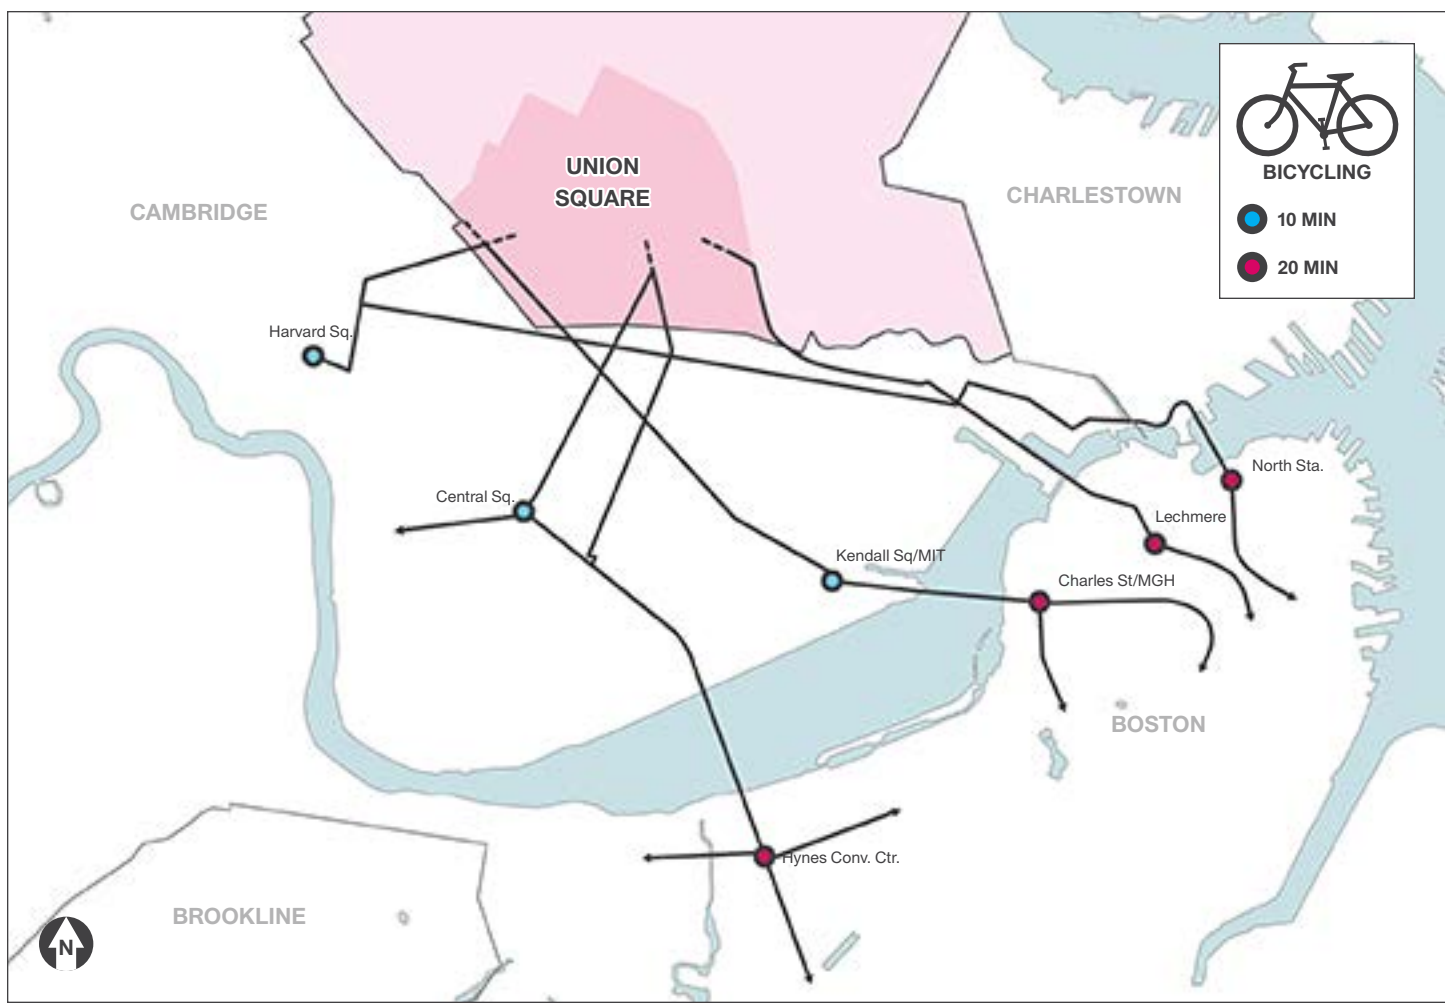 UNION
SQUARE
CAMBRIDGE
CHARLESTOWN
BICYCLING
10 MIN
20 MIN
Harvard Sq.
Central Sq.
North Sta.
Lechmere
Kendall Sq/MIT
Charles St/MGH
BOSTON
Hynes Conv. Ctr.
BROOKLINE
N